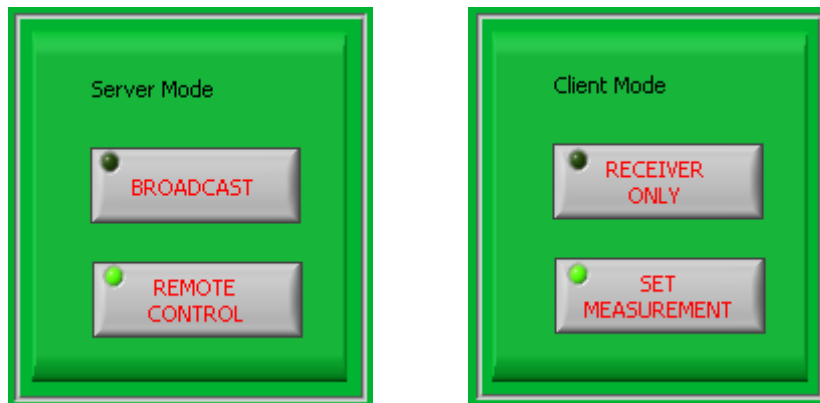 Server Mode
BROADCAST
REMOTE
CONTROL
Client Mode
RECEIVER
ONLY
SET
MEASUREMENT